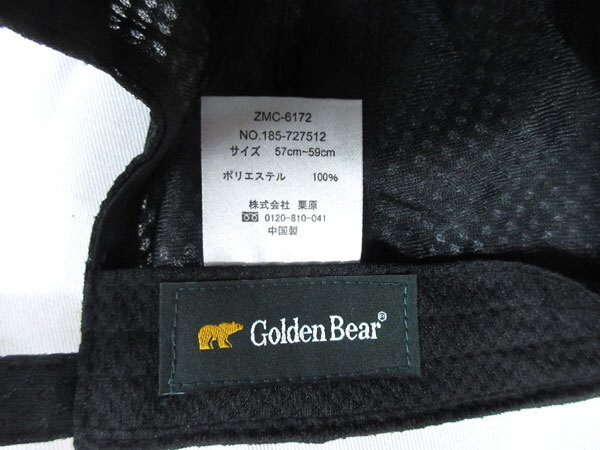 ZMC-6172
NO.185-727512
サイズ 57cm~59cm
ポリエステル 100%
株式会社 栗原
0120-810-041
中国製
Golden Bear®